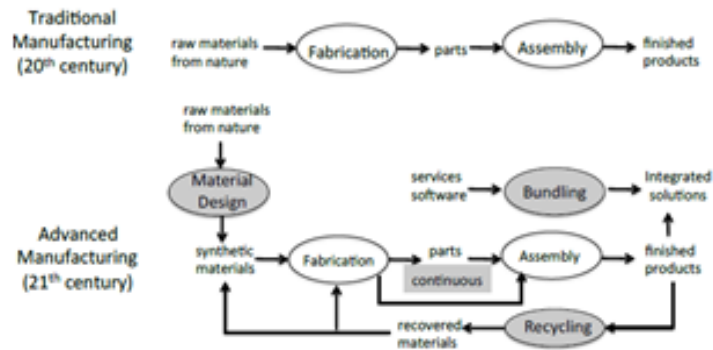 Traditional
Manufacturing
(20th century)
raw materials
from nature
Fabrication
parts
Assembly
finished
products
raw materials
from nature
Material
Design
services
software
Bundling
Integrated
solutions
Advanced
Manufacturing
(21th century)
synthetic
materials
Fabrication
parts
continuous
Assembly
finished
products
recovered
materials
Recycling